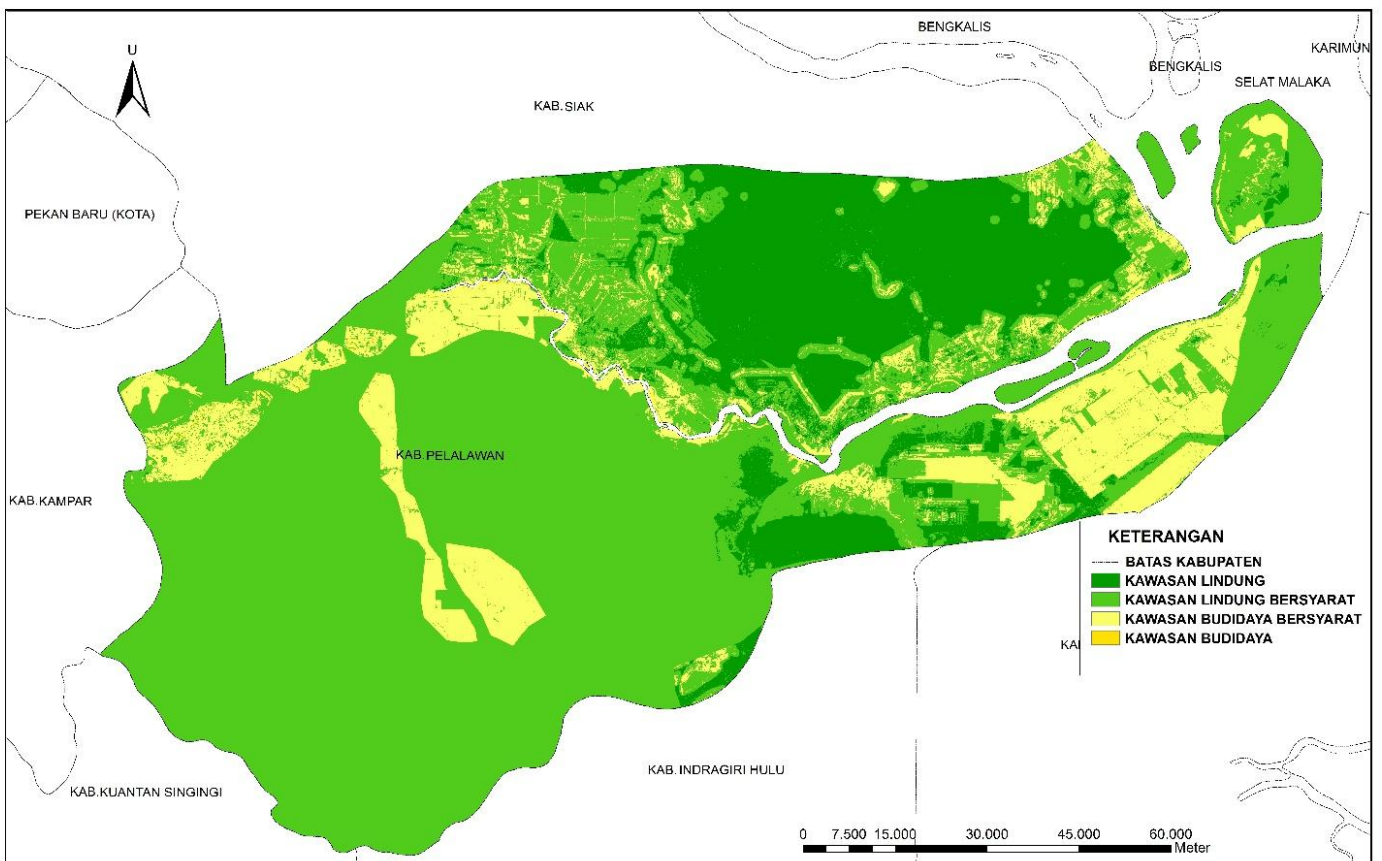 BENGKALIS
KARIMUN
U
BENGKALIS
SELAT MALAKA
KAB.SIAK
PEKAN BARU (KOTA)
KAB.PELALAWAN
KAB.KAMPAR
KETERANGAN
BATAS KABUPATEN
KAWASAN LINDUNG
KAWASAN LINDUNG BERSYARAT
KAWASAN BUDIDAYA BERSYARAT
KAWASAN BUDIDAYA
KAB.INDRAGIRI HULU
KAB.KUANTAN SINGINGI
0 7.500 15.000 30.000 45.000 60.000
Meter